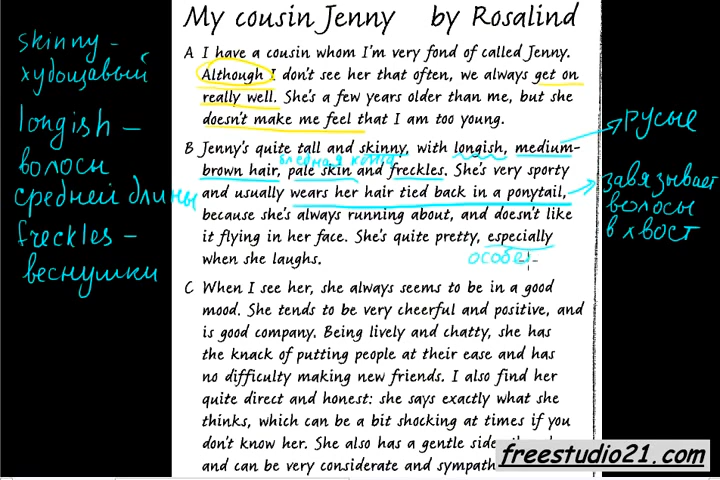 My cousin Jenny by Rosalind
A I have a cousin whom I'm very fond of called Jenny.
Although I don't see her that often, we always get on
really well. She's a few years older than me, but she
doesn't make me feel that I am too young.
B Jenny's quite tall and skinny, with longish, medium-
бледная кожа
brown hair, pale skin and freckles. She's very sporty
and usually wears her hair tied back in a ponytail,
because she's always running about, and doesn't like
it flying in her face. She's quite pretty, especially
when she laughs.
особе
C When I see her, she always seems to be in a good
mood. She tends to be very cheerful and positive, and
is good company. Being lively and chatty, she has
the knack of putting people at their ease and has
no difficulty making new friends. I also find her
quite direct and honest: she says exactly what she
thinks, which can be a bit shocking at times if you
don't know her. She also has a gentle side
and can be very considerate and
skinny –
худощавый
longish –
волосы
средней длины
freckles –
веснушки
русые
завязывает
волосы
в хвост
freestudio21.com